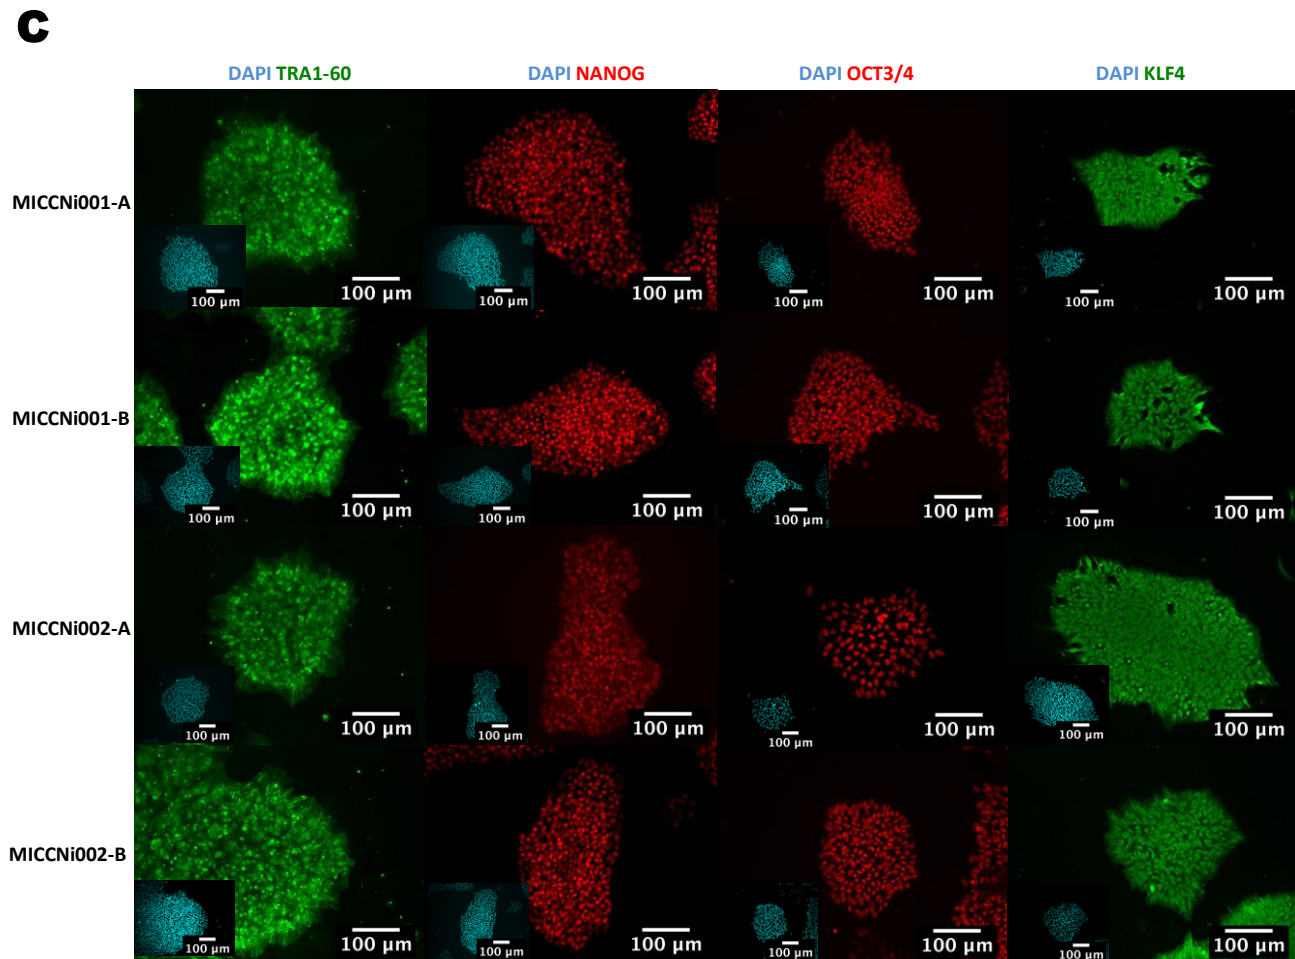 C
DAPI TRA1-60 DAPI NANOG DAPI OCT3/4 DAPI KLF4
MICCNi001-A
100 µm 100 µm 100 µm 100 µm
100 µm 100 µm 100 µm 100 µm
MICCNi001-B
100 µm 100 µm 100 µm 100 µm
100 µm 100 µm 100 µm 100 µm
MICCNi002-A
100 µm 100 µm 100 µm 100 µm
100 µm 100 µm 100 µm 100 µm
MICCNi002-B
100 µm 100 µm 100 µm 100 µm
100 µm 100 µm 100 µm 100 µm